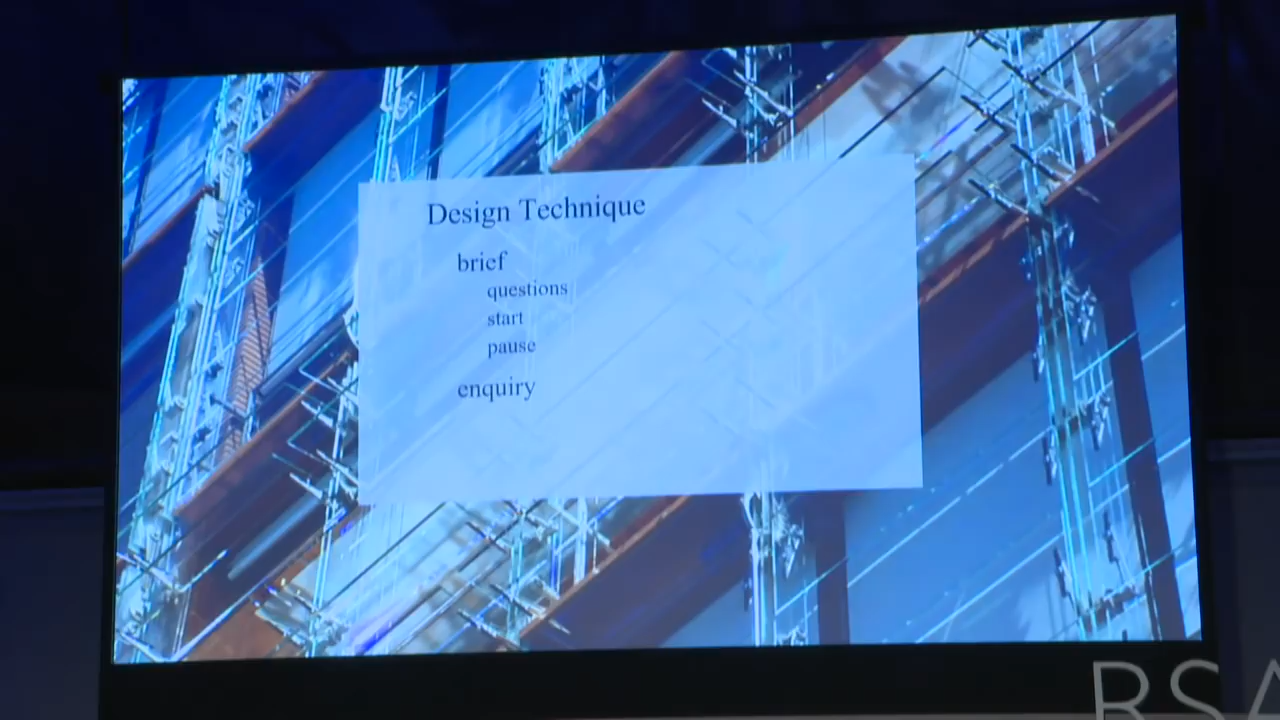 Design Technique
brief
questions
start
pause
enquiry
RSA